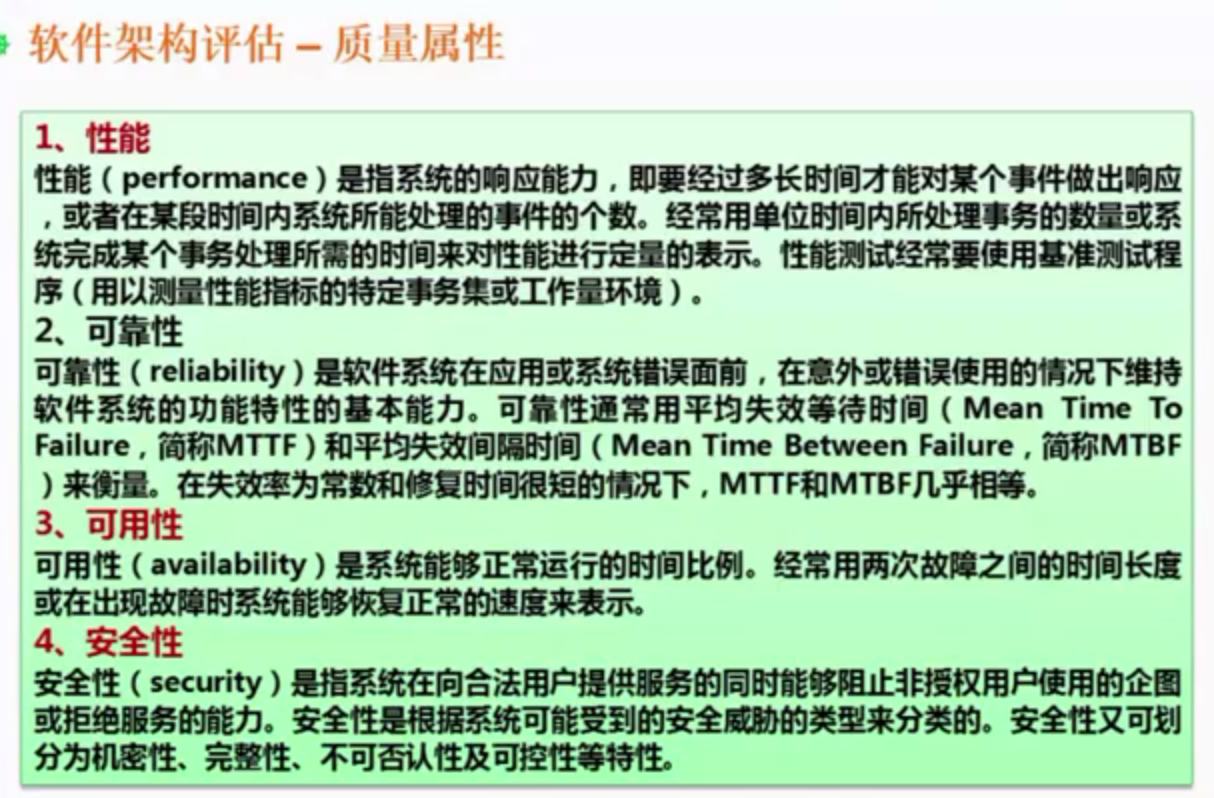 软件架构评估 – 质量属性
1、性能
性能（performance）是指系统的响应能力，即要经过多长时间才能对某个事件做出响应
，或者在某段时间内系统所能处理的事件的个数。经常用单位时间内所处理事务的数量或系
统完成某个事务处理所需的时间来对性能进行定量的表示。性能测试经常要使用基准测试程
序（用以测量性能指标的特定事务集或工作量环境）。
2、可靠性
可靠性（reliability）是软件系统在应用或系统错误面前，在意外或错误使用的情况下维持
软件系统的功能特性的基本能力。可靠性通常用平均失效等待时间（Mean Time To
Failure，简称MTTF）和平均失效间隔时间（Mean Time Between Failure，简称MTBF
）来衡量。在失效率为常数和修复时间很短的情况下，MTTF和MTBF几乎相等。
3、可用性
可用性（availability）是系统能够正常运行的时间比例。经常用两次故障之间的时间长度
或在出现故障时系统能够恢复正常的速度来表示。
4、安全性
安全性（security）是指系统在向合法用户提供服务的同时能够阻止非授权用户使用的企图
或拒绝服务的能力。安全性是根据系统可能受到的安全威胁的类型来分类的。安全性又可划
分为机密性、完整性、不可否认性及可控性等特性。